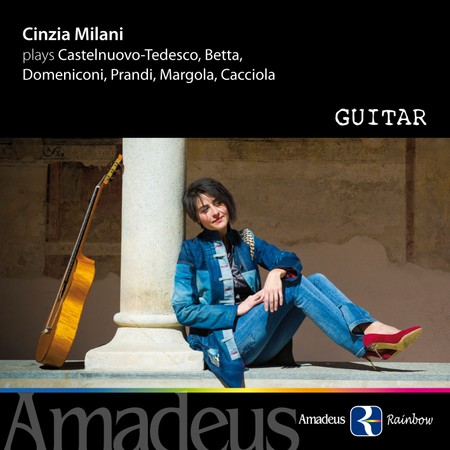 Cinzia Milani
plays Castelnuovo-Tedesco, Betta,
Domeniconi, Prandi, Margola, Cacciola
GUITAR
Amadeus
Amadeus R Rainbow